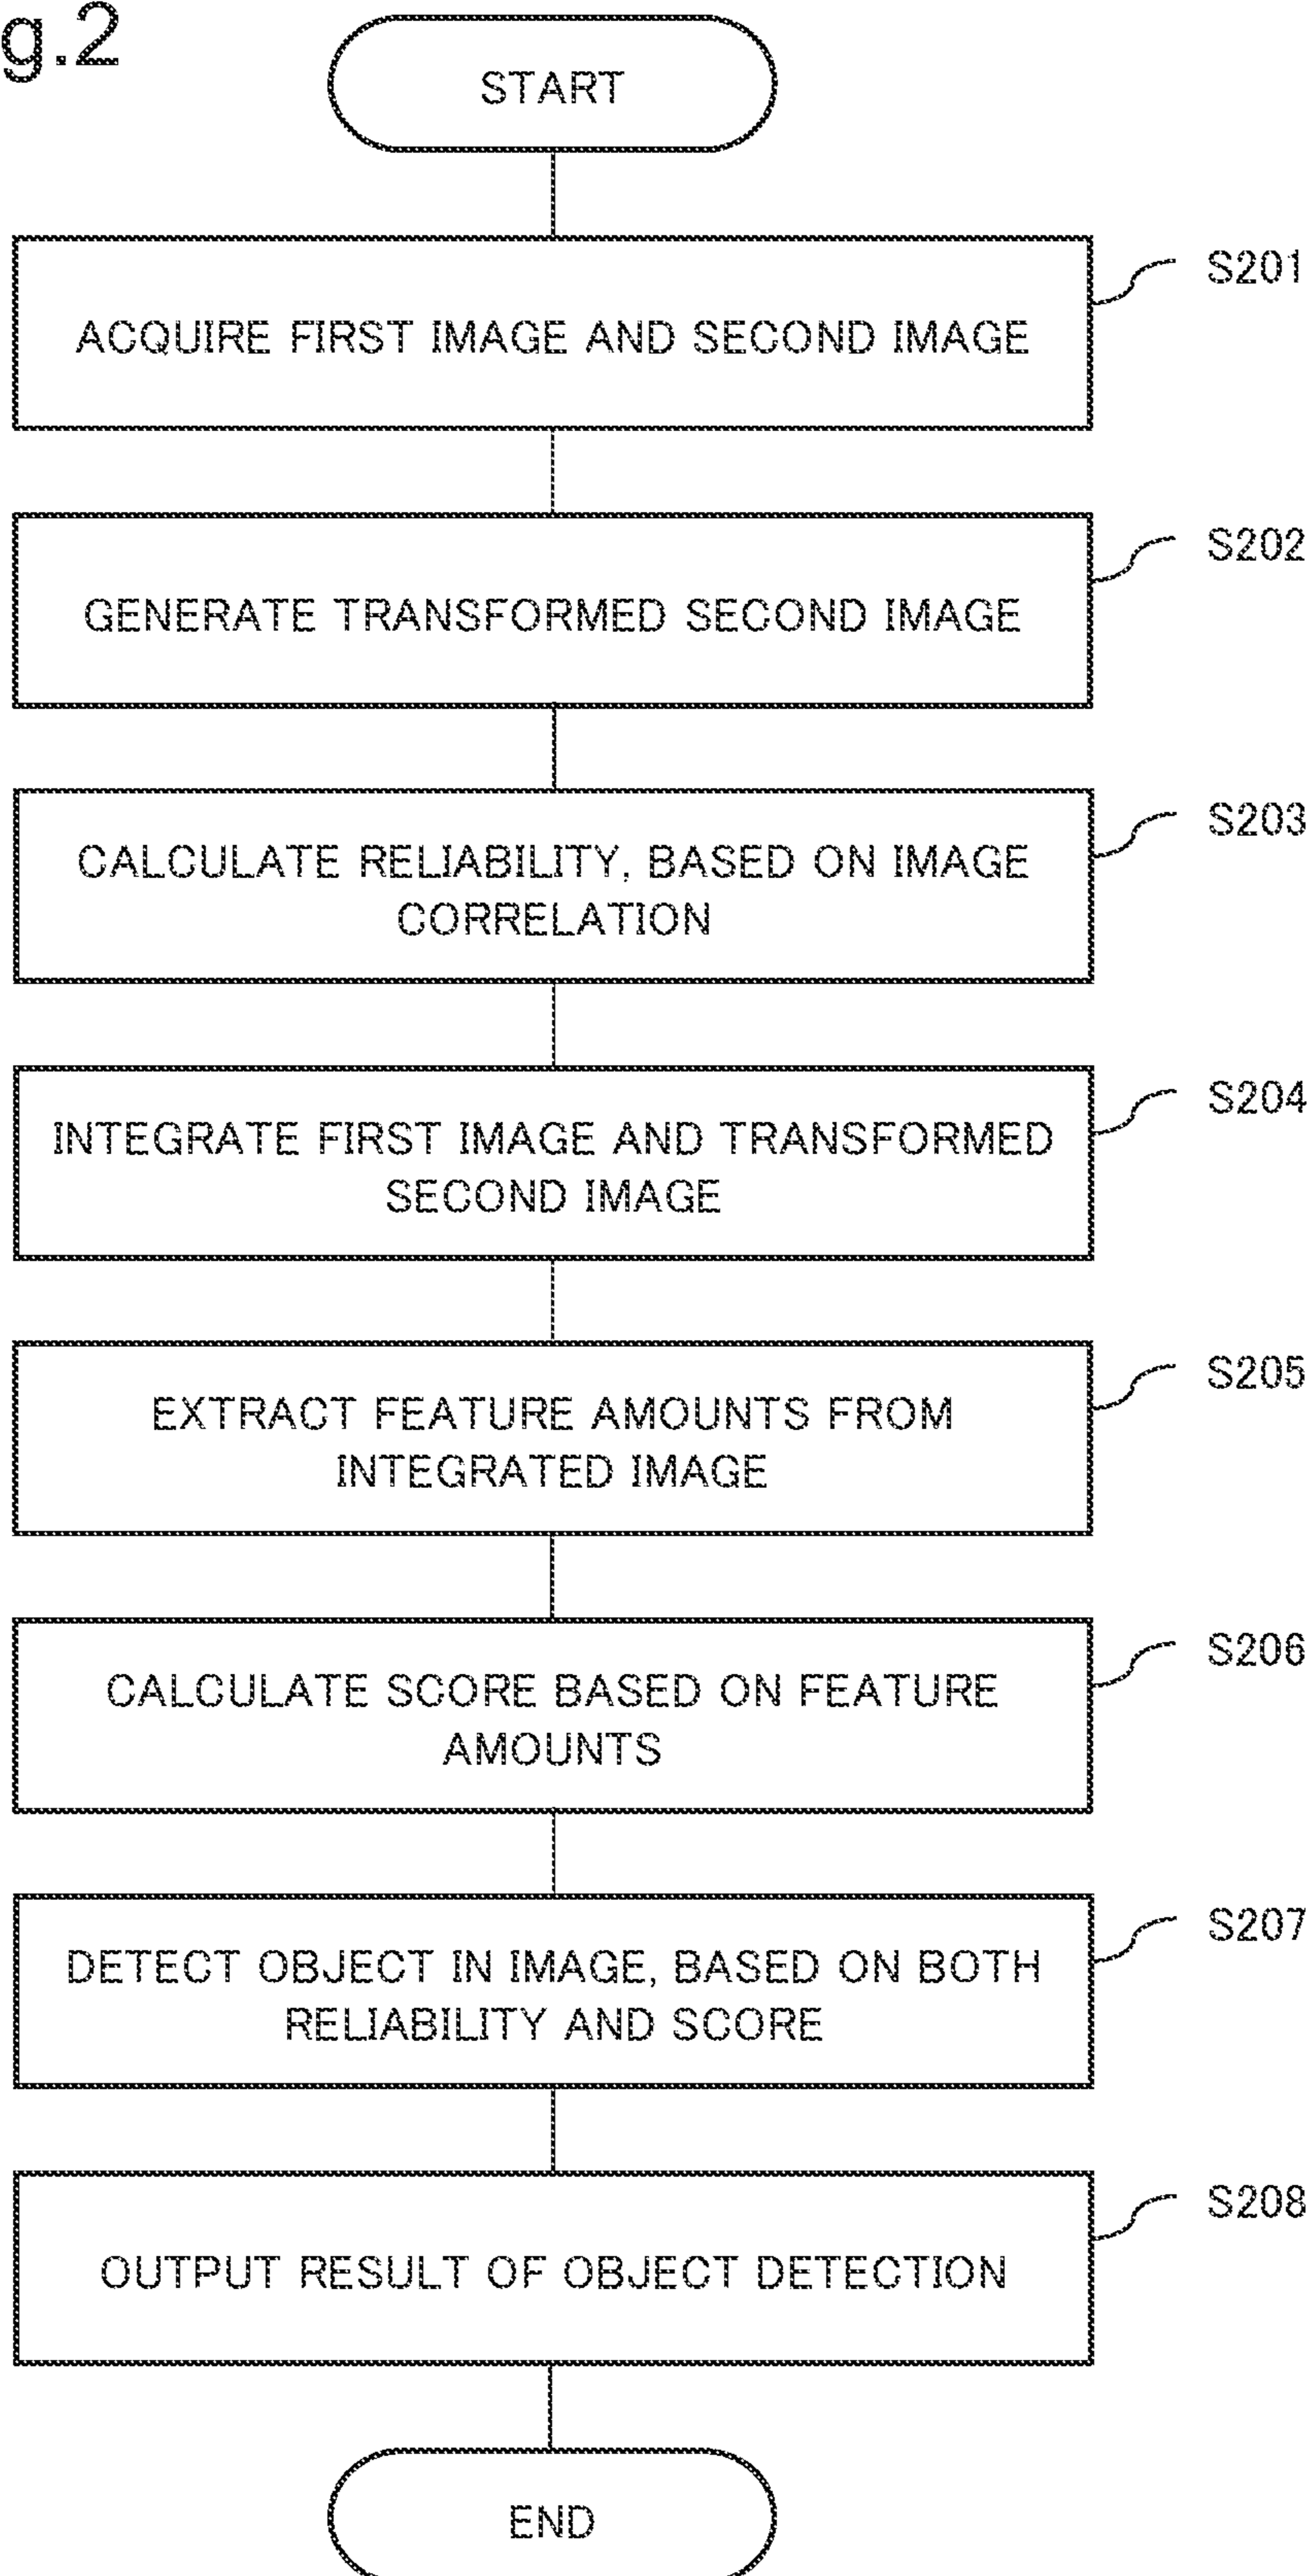 g.2
START
ACQUIRE FIRST IMAGE AND SECOND IMAGE
S201
GENERATE TRANSFORMED SECOND IMAGE
S202
CALCULATE RELIABILITY, BASED ON IMAGE
CORRELATION
S203
INTEGRATE FIRST IMAGE AND TRANSFORMED
SECOND IMAGE
S204
EXTRACT FEATURE AMOUNTS FROM
INTEGRATED IMAGE
S205
CALCULATE SCORE BASED ON FEATURE
AMOUNTS
S206
DETECT OBJECT IN IMAGE, BASED ON BOTH
RELIABILITY AND SCORE
S207
OUTPUT RESULT OF OBJECT DETECTION
S208
END